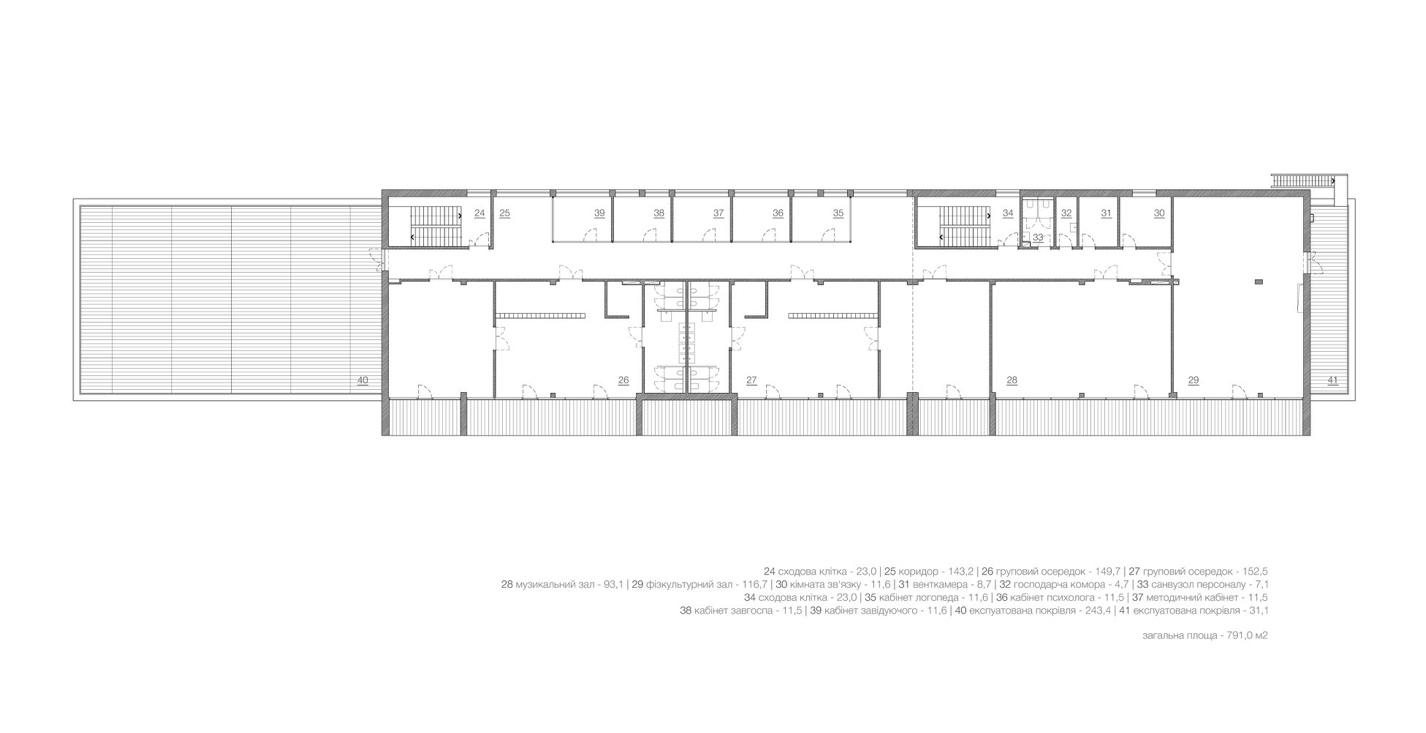 24 25 39 38 37 36 35 34 33 32 31 30
40 26 27 28 29 41
24 сходова клітка - 23,0 | 25 коридор - 143,2 | 26 груповий осередок - 149,7 | 27 груповий осередок - 152,5
28 музикальний зал - 93,1 | 29 фізкультурний зал - 116,7 | 30 кімната зв'язку - 11,6 | 31 венткамера - 8,7 | 32 господарча комора - 4,7 | 33 санвузол персоналу - 7,1
34 сходова клітка - 23,0 | 35 кабінет логопеда - 11,6 | 36 кабінет психолога - 11,5 | 37 методичний кабінет - 11,5
38 кабінет завгоспа - 11,5 | 39 кабінет завідуючого - 11,6 | 40 експуатована покрівля - 243,4 | 41 експуатована покрівля - 31,1
загальна площа - 791,0 м2